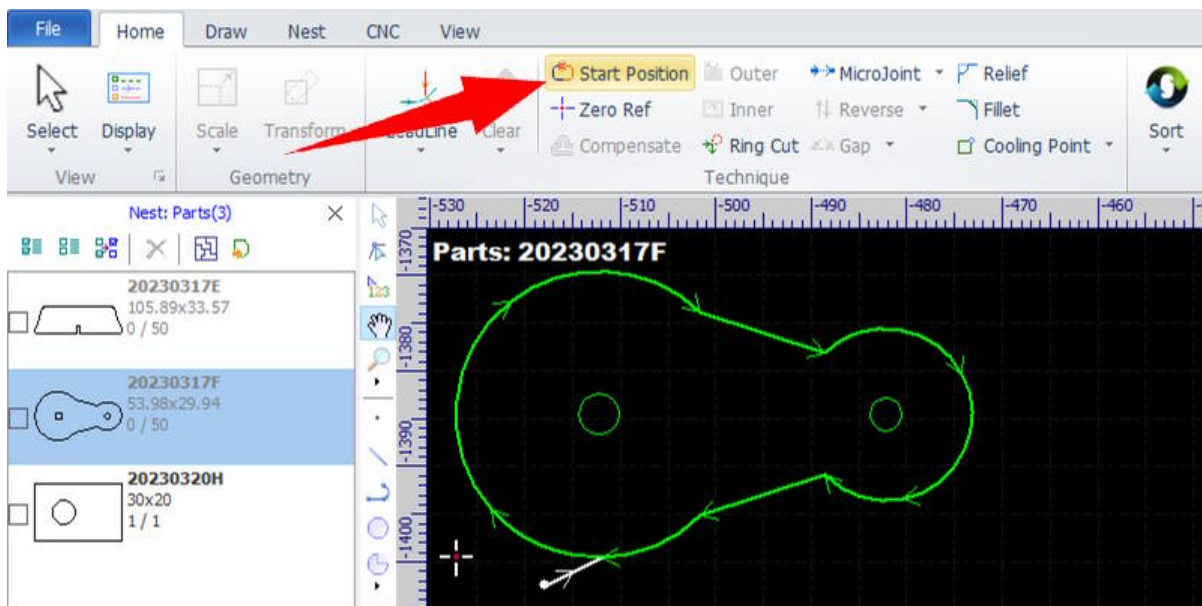 File Home Draw Nest CNC View
Start Position Outer MicroJoint Relief
Zero Ref Inner Reverse Fillet
Select Display Scale Transform Clear Compensate Ring Cut Gap Cooling Point Sort
View Geometry Technique
Nest: Parts(3)
-530 -520 -510 -500 -490 -480 -470 -460
-1370
Parts: 20230317F
123
20230317E
105.89x33.57
0 / 50
-1380
20230317F
53.98x29.94
0 / 50
-1390
20230320H
30x20
1 / 1
-1400